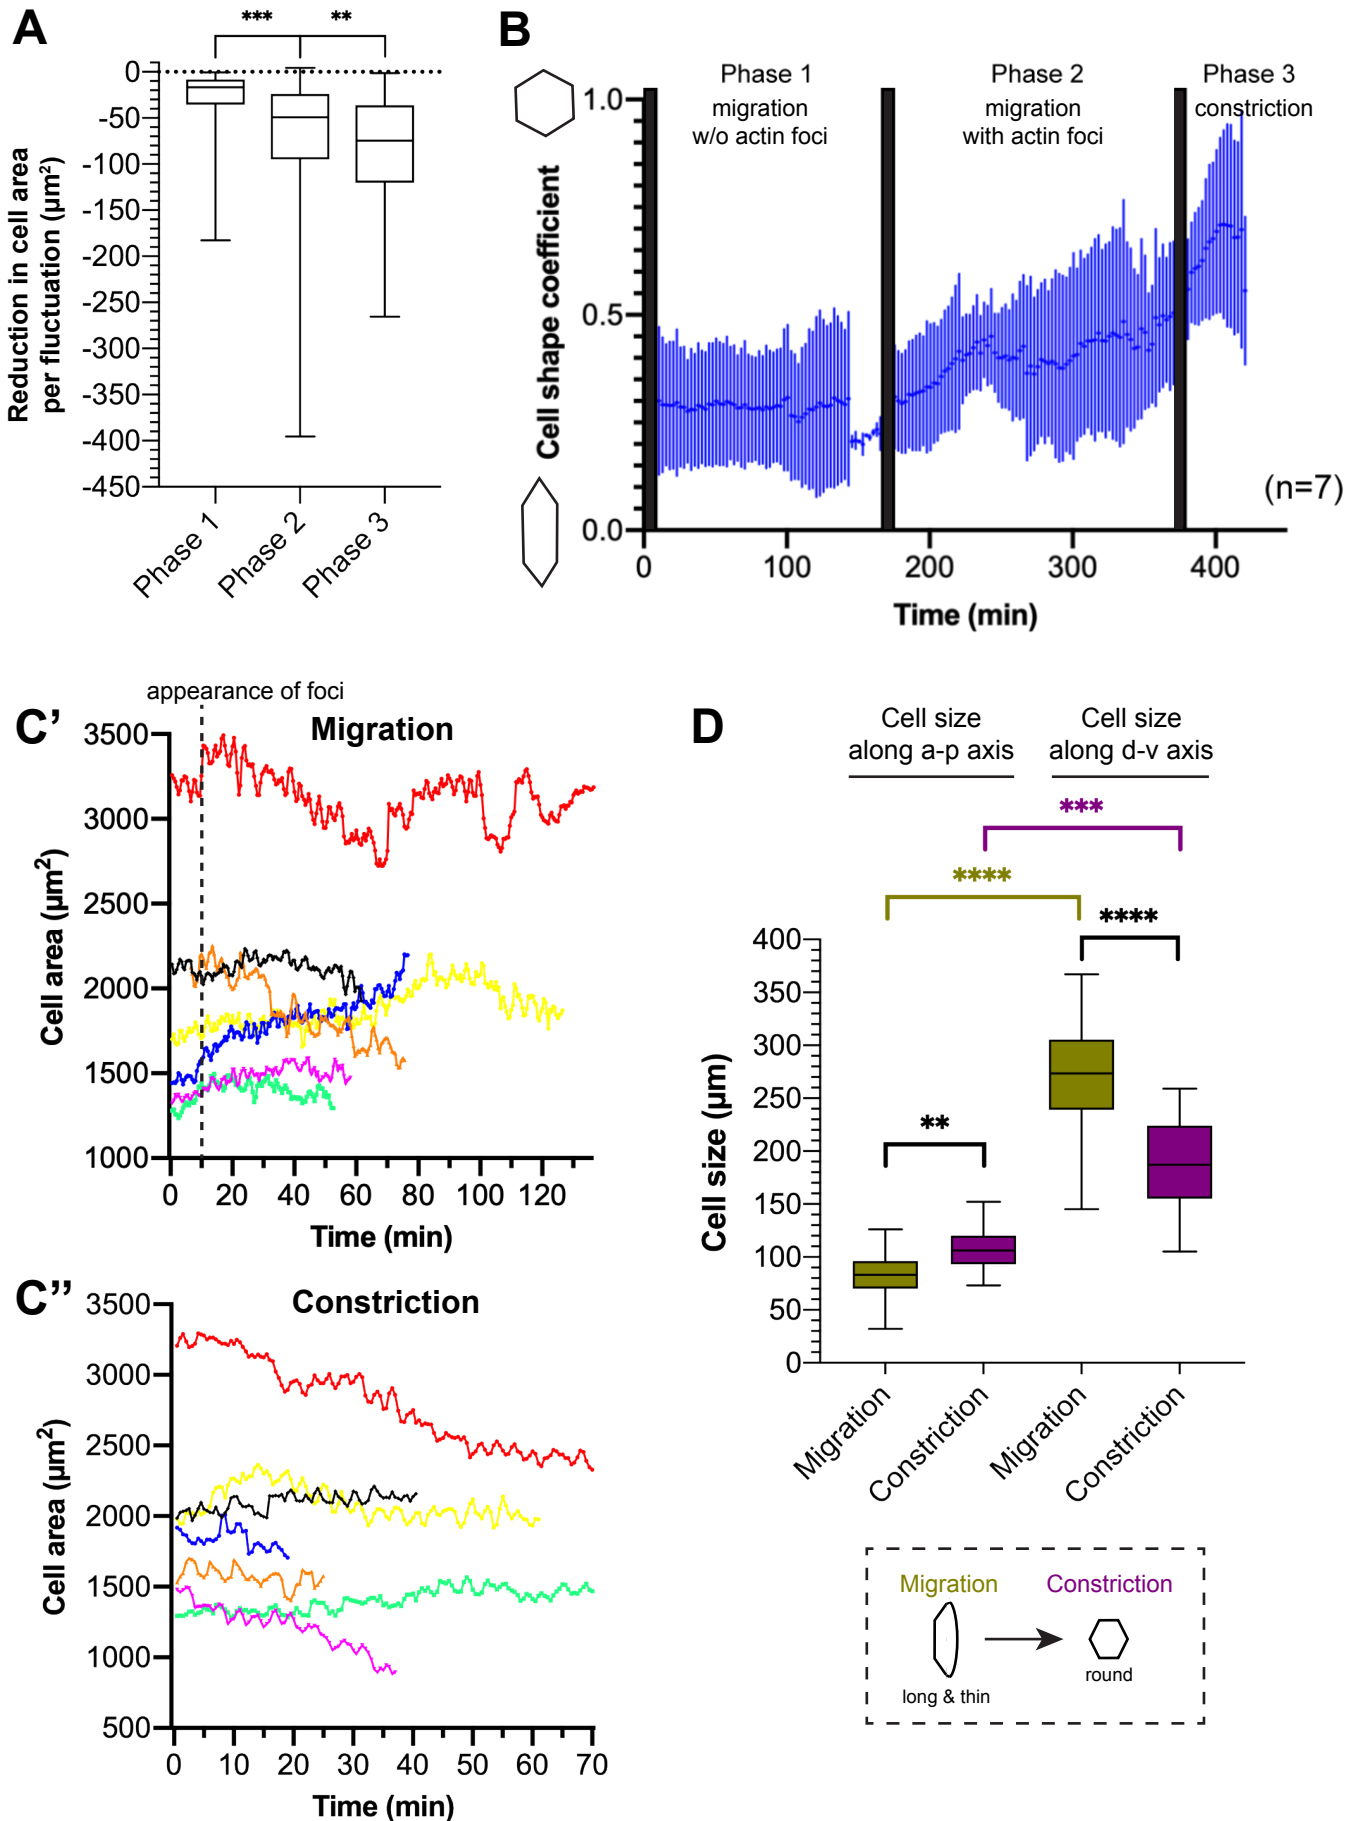 A
*** **
0
-50
-100
-150
-200
-250
-300
-350
-400
-450
Reduction in cell area
per fluctuation (µm²)
Phase 1
Phase 2
Phase 3
B
Phase 1
migration
w/o actin foci
Phase 2
migration
with actin foci
Phase 3
constriction
1.0
0.5
0.0
Cell shape coefficient
(n=7)
0 100 200 300 400
Time (min)
C’
appearance of foci
Migration
3500
3000
2500
2000
1500
1000
Cell area (µm²)
0 20 40 60 80 100 120
Time (min)
C’’
Constriction
3500
3000
2500
2000
1500
1000
500
Cell area (µm²)
0 10 20 30 40 50 60 70
Time (min)
D
Cell size
along a-p axis
Cell size
along d-v axis
***
****
****
**
400
350
300
250
200
150
100
50
0
Cell size (µm)
Migration
Constriction
Migration
Constriction
Migration Constriction
long & thin
round